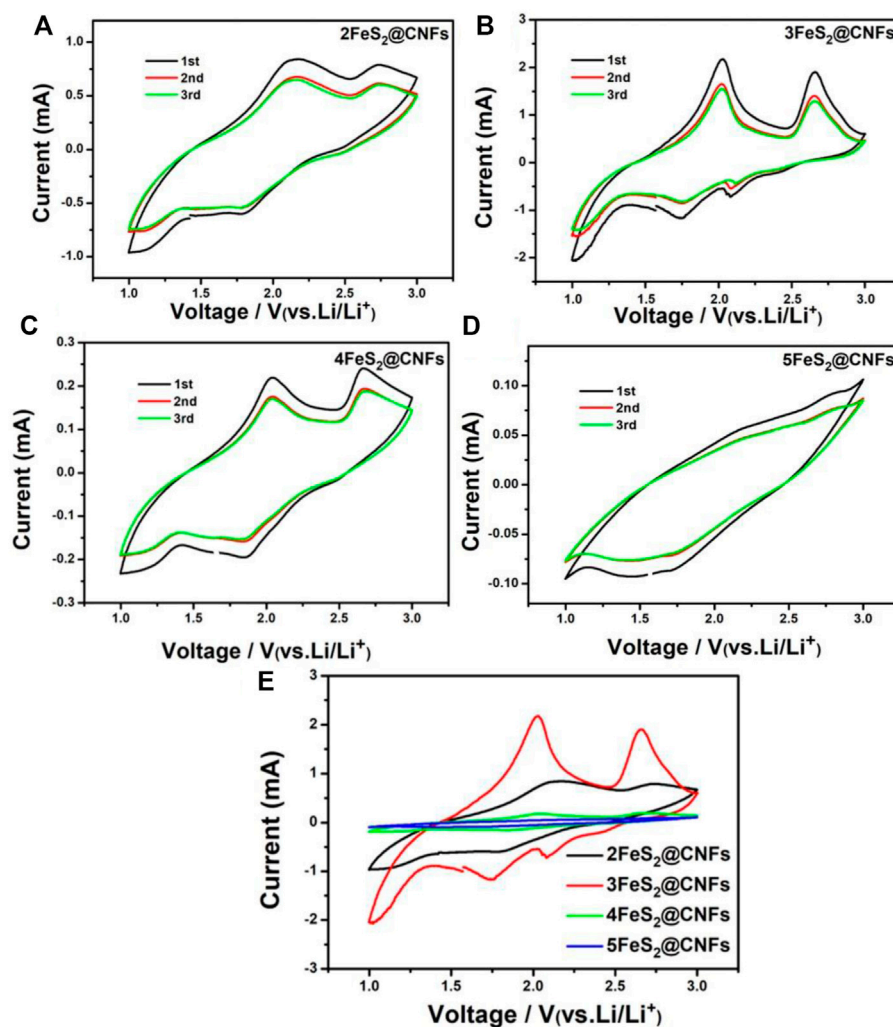 A
2FeS₂@CNFs
1st
2nd
3rd
1.0
0.5
0.0
-0.5
-1.0
Current (mA)
1.0 1.5 2.0 2.5 3.0
Voltage / V(vs.Li/Li⁺)
B
3FeS₂@CNFs
1st
2nd
3rd
3
2
1
0
-1
-2
Current (mA)
1.0 1.5 2.0 2.5 3.0
Voltage / V(vs.Li/Li⁺)
C
4FeS₂@CNFs
1st
2nd
3rd
0.3
0.2
0.1
0.0
-0.1
-0.2
-0.3
Current (mA)
1.0 1.5 2.0 2.5 3.0
Voltage / V(vs.Li/Li⁺)
D
5FeS₂@CNFs
1st
2nd
3rd
0.10
0.05
0.00
-0.05
-0.10
Current (mA)
1.0 1.5 2.0 2.5 3.0
Voltage / V(vs.Li/Li⁺)
E
3
2
1
0
-1
-2
-3
Current (mA)
2FeS₂@CNFs
3FeS₂@CNFs
4FeS₂@CNFs
5FeS₂@CNFs
1.0 1.5 2.0 2.5 3.0
Voltage / V(vs.Li/Li⁺)